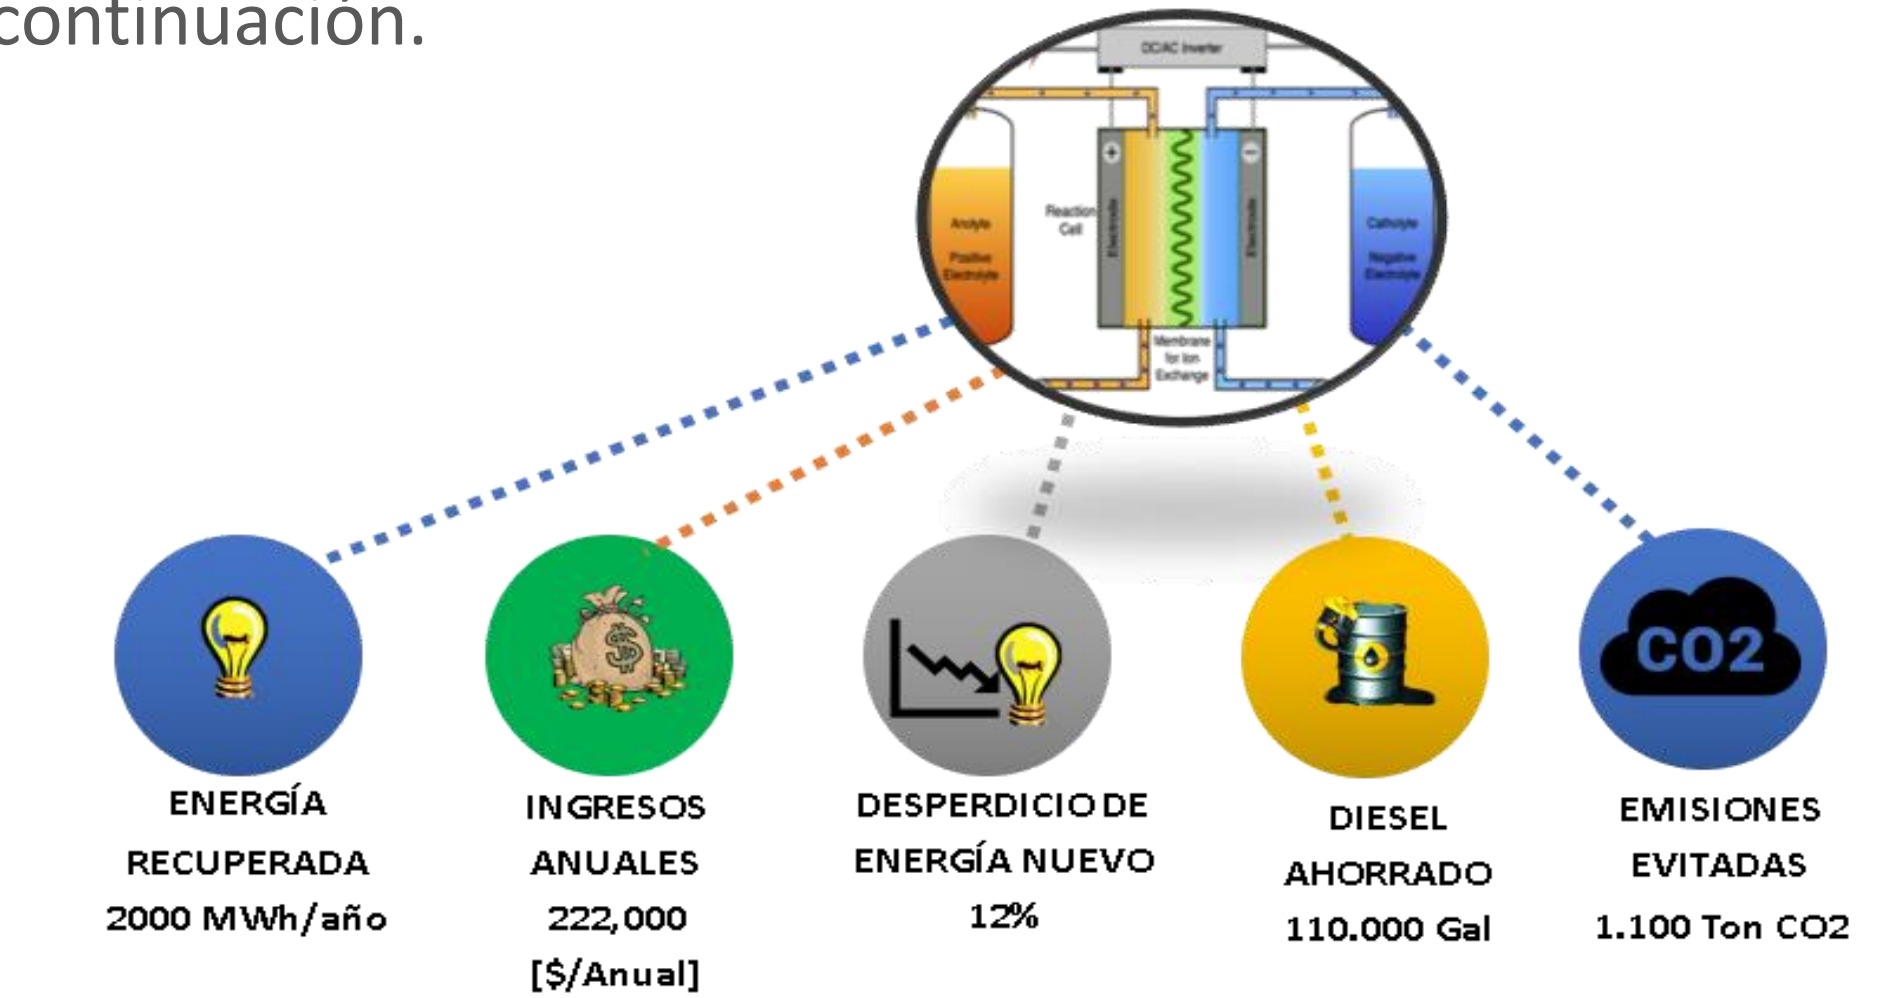 continuación.
DC/AC Inverter
+
−
Reaction
Cell
Electrode
Electrode
Anolyte
Positive
Electrolyte
Catholyte
Negative
Electrolyte
Membrane
for Ion
Exchange
$
CO2
ENERGÍA
RECUPERADA
2000 MWh/año
INGRESOS
ANUALES
222,000
[$/Anual]
DESPERDICIO DE
ENERGÍA NUEVO
12%
DIESEL
AHORRADO
110.000 Gal
EMISIONES
EVITADAS
1.100 Ton CO2